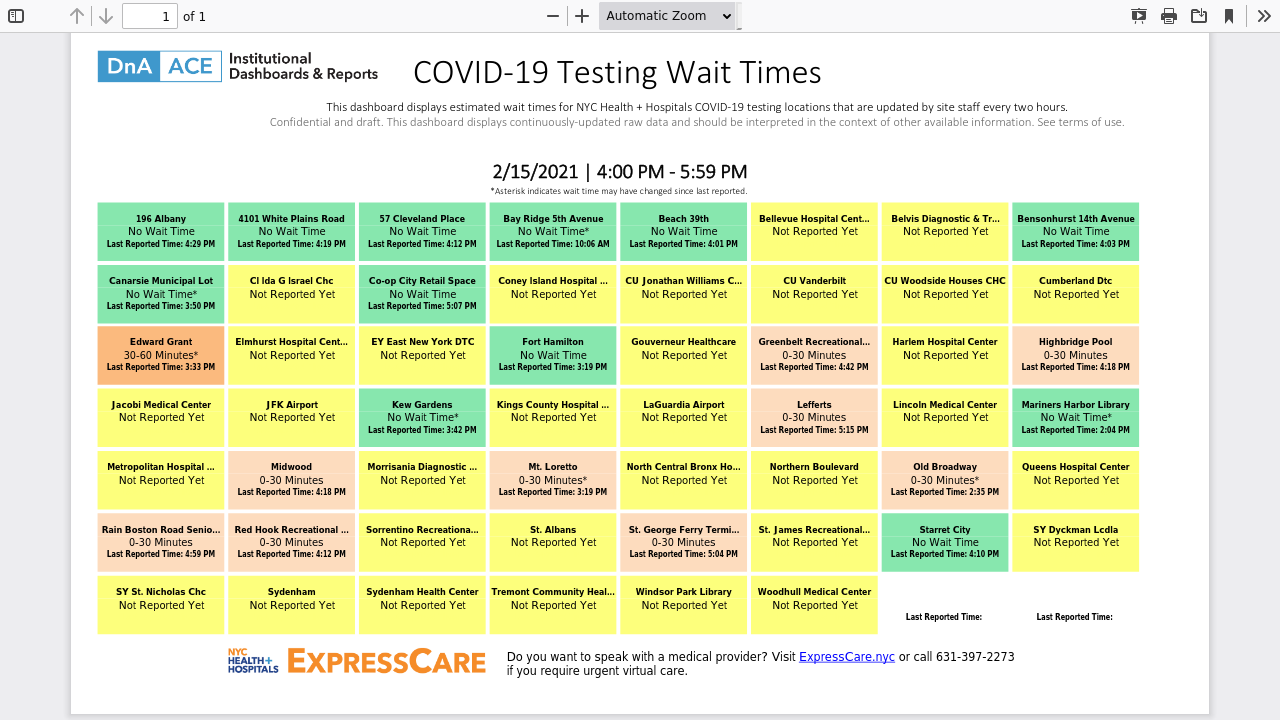 1 of 1 Automatic Zoom
DnA ACE Institutional
Dashboards & Reports
COVID-19 Testing Wait Times
This dashboard displays estimated wait times for NYC Health + Hospitals COVID-19 testing locations that are updated by site staff every two hours.
Confidential and draft. This dashboard displays continuously-updated raw data and should be interpreted in the context of other available information. See terms of use.
2/15/2021 | 4:00 PM - 5:59 PM
*Asterisk indicates wait time may have changed since last reported.
196 Albany
No Wait Time
Last Reported Time: 4:29 PM
4101 White Plains Road
No Wait Time
Last Reported Time: 4:19 PM
57 Cleveland Place
No Wait Time
Last Reported Time: 4:12 PM
Bay Ridge 5th Avenue
No Wait Time*
Last Reported Time: 10:06 AM
Beach 39th
No Wait Time
Last Reported Time: 4:01 PM
Bellevue Hospital Cent...
Not Reported Yet
Belvis Diagnostic & Tr...
Not Reported Yet
Bensonhurst 14th Avenue
No Wait Time
Last Reported Time: 4:03 PM
Canarsie Municipal Lot
No Wait Time*
Last Reported Time: 3:50 PM
Cl Ida G Israel Chc
Not Reported Yet
Co-op City Retail Space
No Wait Time
Last Reported Time: 5:07 PM
Coney Island Hospital ...
Not Reported Yet
CU Jonathan Williams C...
Not Reported Yet
CU Vanderbilt
Not Reported Yet
CU Woodside Houses CHC
Not Reported Yet
Cumberland Dtc
Not Reported Yet
Edward Grant
30-60 Minutes*
Last Reported Time: 3:33 PM
Elmhurst Hospital Cent...
Not Reported Yet
EY East New York DTC
Not Reported Yet
Fort Hamilton
No Wait Time
Last Reported Time: 3:19 PM
Gouverneur Healthcare
Not Reported Yet
Greenbelt Recreational...
0-30 Minutes
Last Reported Time: 4:42 PM
Harlem Hospital Center
Not Reported Yet
Highbridge Pool
0-30 Minutes
Last Reported Time: 4:18 PM
Jacobi Medical Center
Not Reported Yet
JFK Airport
Not Reported Yet
Kew Gardens
No Wait Time*
Last Reported Time: 3:42 PM
Kings County Hospital ...
Not Reported Yet
LaGuardia Airport
Not Reported Yet
Lefferts
0-30 Minutes
Last Reported Time: 5:15 PM
Lincoln Medical Center
Not Reported Yet
Mariners Harbor Library
No Wait Time*
Last Reported Time: 2:04 PM
Metropolitan Hospital ...
Not Reported Yet
Midwood
0-30 Minutes
Last Reported Time: 4:18 PM
Morrisania Diagnostic ...
Not Reported Yet
Mt. Loretto
0-30 Minutes*
Last Reported Time: 3:19 PM
North Central Bronx Ho...
Not Reported Yet
Northern Boulevard
Not Reported Yet
Old Broadway
0-30 Minutes*
Last Reported Time: 2:35 PM
Queens Hospital Center
Not Reported Yet
Rain Boston Road Senio...
0-30 Minutes
Last Reported Time: 4:59 PM
Red Hook Recreational ...
0-30 Minutes
Last Reported Time: 4:12 PM
Sorrentino Recreationa...
Not Reported Yet
St. Albans
Not Reported Yet
St. George Ferry Termi...
0-30 Minutes
Last Reported Time: 5:04 PM
St. James Recreational...
Not Reported Yet
Starret City
No Wait Time
Last Reported Time: 4:10 PM
SY Dyckman Lcdla
Not Reported Yet
SY St. Nicholas Chc
Not Reported Yet
Sydenham
Not Reported Yet
Sydenham Health Center
Not Reported Yet
Tremont Community Heal...
Not Reported Yet
Windsor Park Library
Not Reported Yet
Woodhull Medical Center
Not Reported Yet
Last Reported Time:
Last Reported Time:
NYC
HEALTH+
HOSPITALS
EXPRESSCARE
Do you want to speak with a medical provider? Visit ExpressCare.nyc or call 631-397-2273
if you require urgent virtual care.